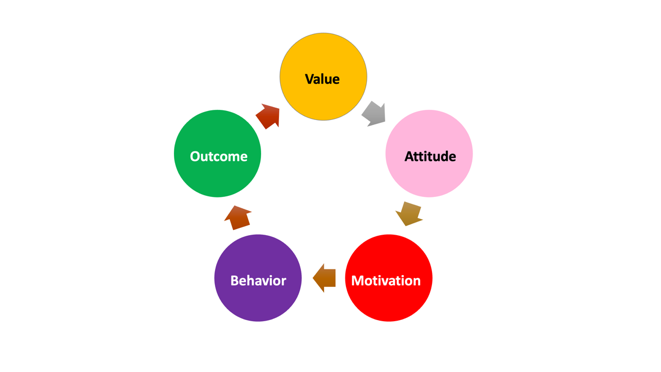 Value
Attitude
Motivation
Behavior
Outcome